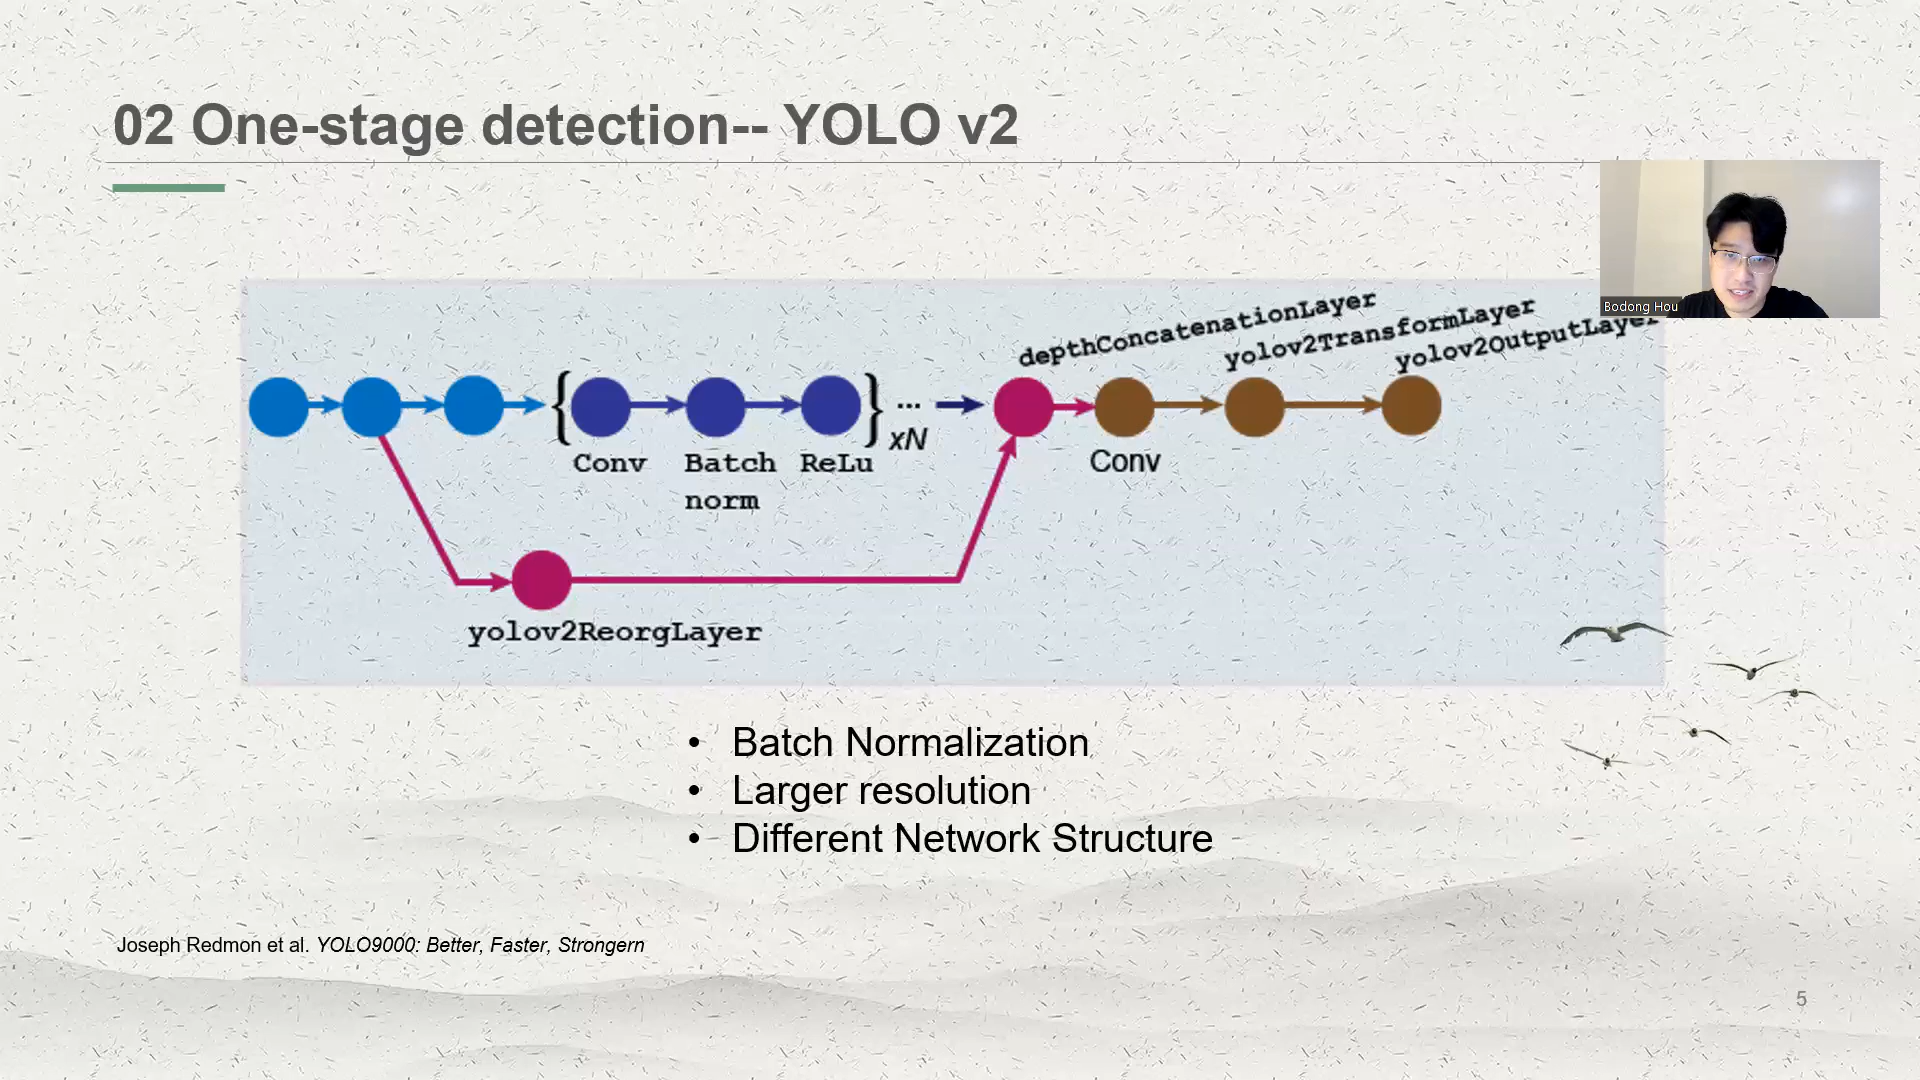 02 One-stage detection-- YOLO v2
Bodong Hou
depthConcatenationLayer
yolov2TransformLayer
yolov2OutputLayer
{ } ...
xN
Conv Batch norm ReLu
Conv
yolov2ReorgLayer
• Batch Normalization
• Larger resolution
• Different Network Structure
Joseph Redmon et al. YOLO9000: Better, Faster, Strongern
5